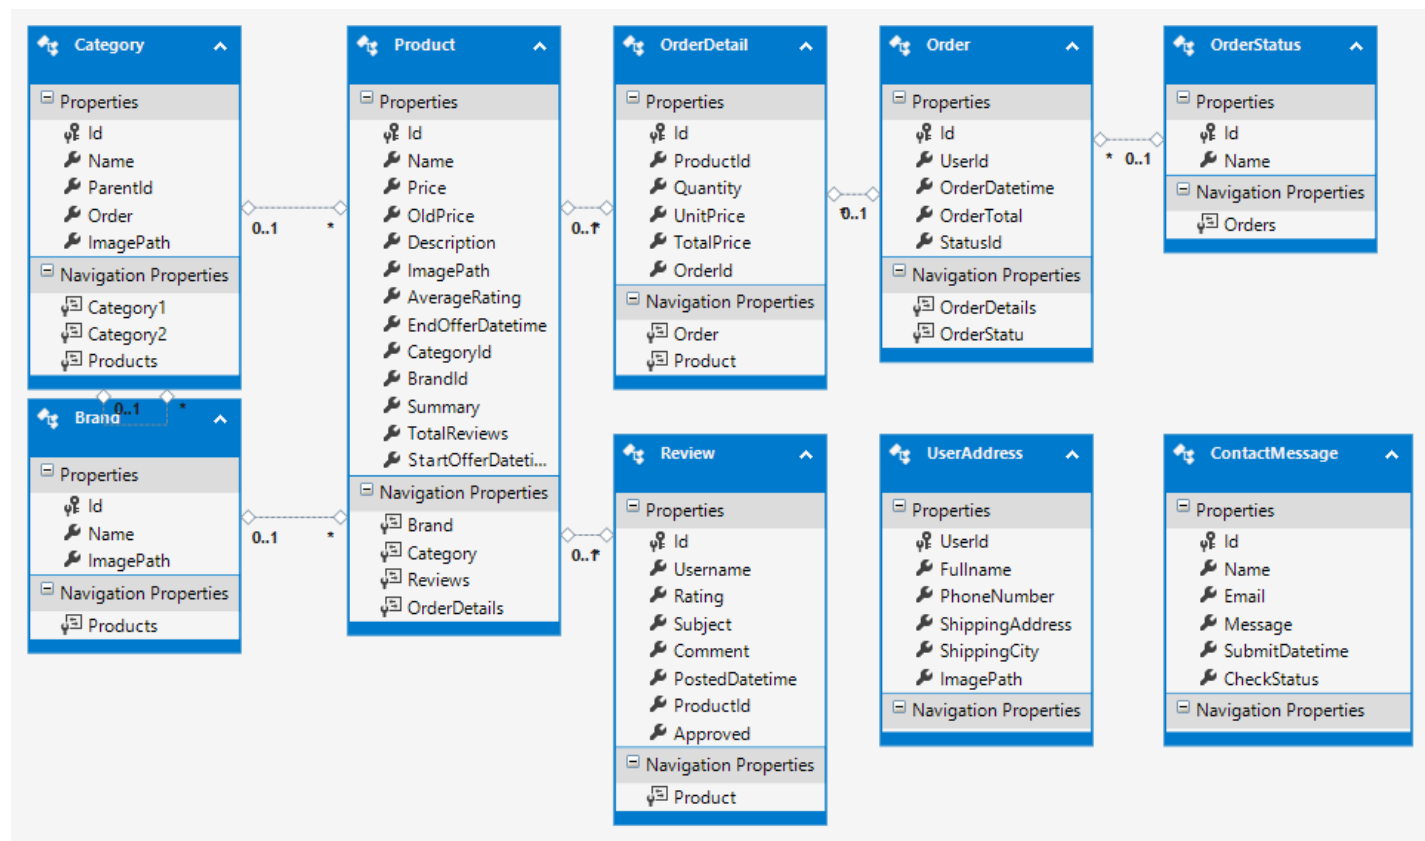 Category
Properties
Id
Name
ParentId
Order
ImagePath
Navigation Properties
Category1
Category2
Products
0..1
*
Brand
Properties
Id
Name
ImagePath
Navigation Properties
Products
0..1
*
0..1
*
Product
Properties
Id
Name
Price
OldPrice
Description
ImagePath
AverageRating
EndOfferDatetime
CategoryId
BrandId
Summary
TotalReviews
StartOfferDateti...
Navigation Properties
Brand
Category
Reviews
OrderDetails
0..1
*
0..1
*
OrderDetail
Properties
Id
ProductId
Quantity
UnitPrice
TotalPrice
OrderId
Navigation Properties
Order
Product
*
0..1
Review
Properties
Id
Username
Rating
Subject
Comment
PostedDatetime
ProductId
Approved
Navigation Properties
Product
Order
Properties
Id
UserId
OrderDatetime
OrderTotal
StatusId
Navigation Properties
OrderDetails
OrderStatu
* 0..1
UserAddress
Properties
UserId
Fullname
PhoneNumber
ShippingAddress
ShippingCity
ImagePath
Navigation Properties
OrderStatus
Properties
Id
Name
Navigation Properties
Orders
ContactMessage
Properties
Id
Name
Email
Message
SubmitDatetime
CheckStatus
Navigation Properties